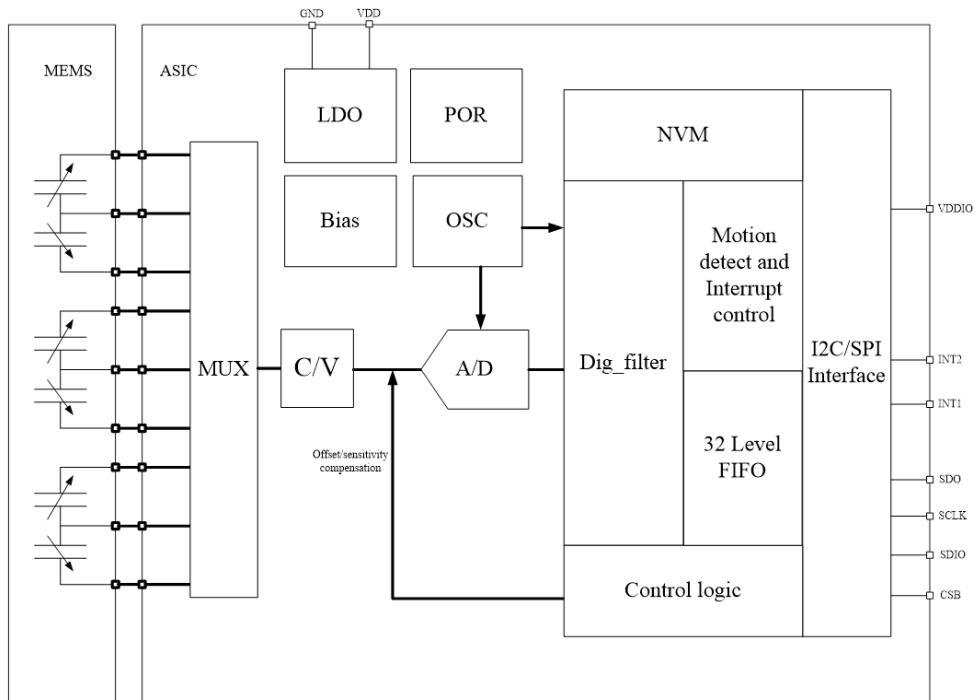 GND
VDD
MEMS
ASIC
LDO
POR
NVM
Bias
OSC
VDDIO
Motion
detect and
Interrupt
control
MUX
C/V
A/D
Dig_filter
I2C/SPI
Interface
INT2
INT1
Offset/sensitivity
compensation
32 Level
FIFO
SDO
SCLK
SDIO
Control logic
CSB